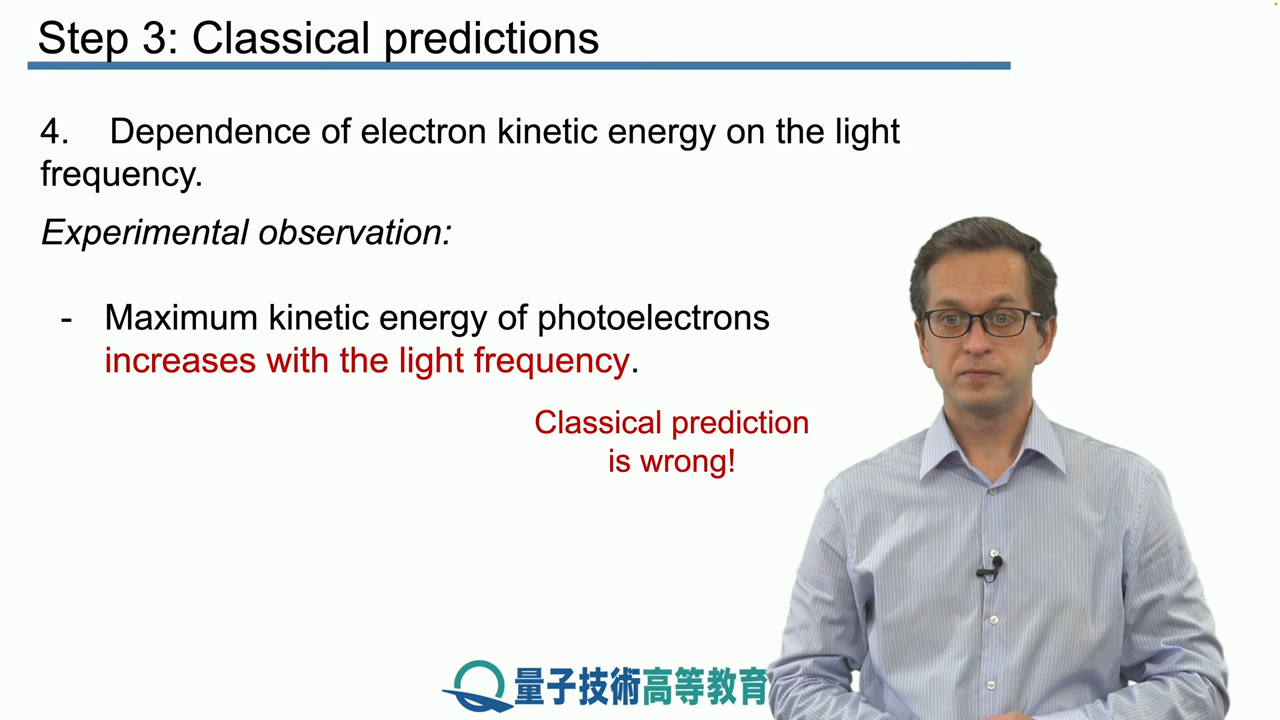 Step 3: Classical predictions
4. Dependence of electron kinetic energy on the light
frequency.
Experimental observation:
- Maximum kinetic energy of photoelectrons
increases with the light frequency.
Classical prediction
is wrong!
量子技術高等教育